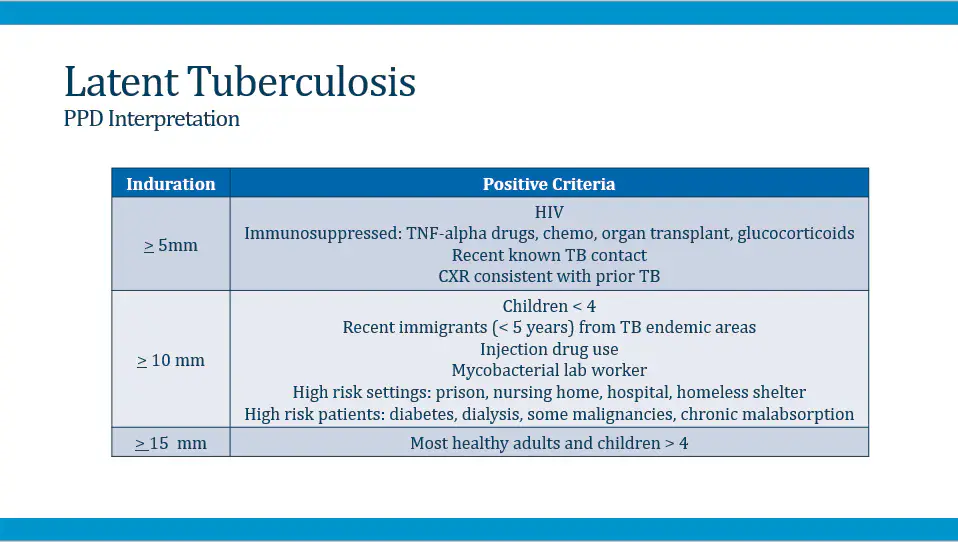 Latent Tuberculosis
PPD Interpretation
Induration
Positive Criteria
≥ 5mm
HIV
Immunosuppressed: TNF-alpha drugs, chemo, organ transplant, glucocorticoids
Recent known TB contact
CXR consistent with prior TB
≥ 10 mm
Children < 4
Recent immigrants (< 5 years) from TB endemic areas
Injection drug use
Mycobacterial lab worker
High risk settings: prison, nursing home, hospital, homeless shelter
High risk patients: diabetes, dialysis, some malignancies, chronic malabsorption
≥ 15 mm
Most healthy adults and children > 4